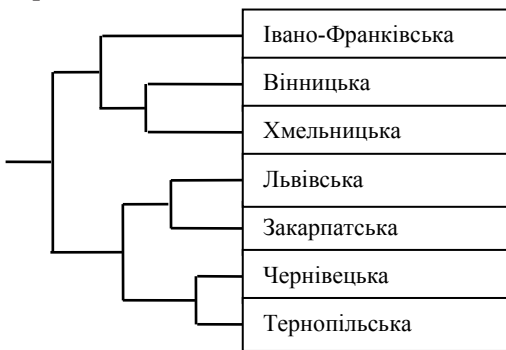 Івано-Франківська
Вінницька
Хмельницька
Львівська
Закарпатська
Чернівецька
Тернопільська